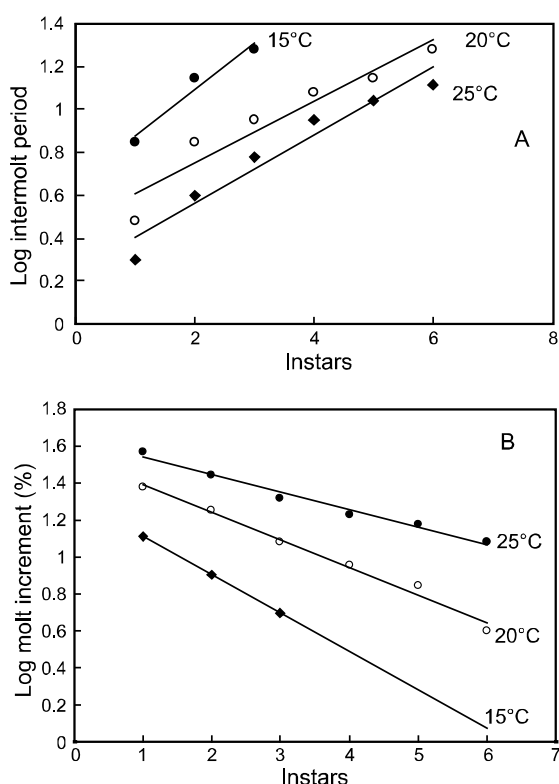 1.4
1.2
1
0.8
0.6
0.4
0.2
0
0 2 4 6 8
Log intermolt period
Instars
15°C
20°C
25°C
A
1.8
1.6
1.4
1.2
1
0.8
0.6
0.4
0.2
0
0 1 2 3 4 5 6 7
Log molt increment (%)
Instars
B
25°C
20°C
15°C